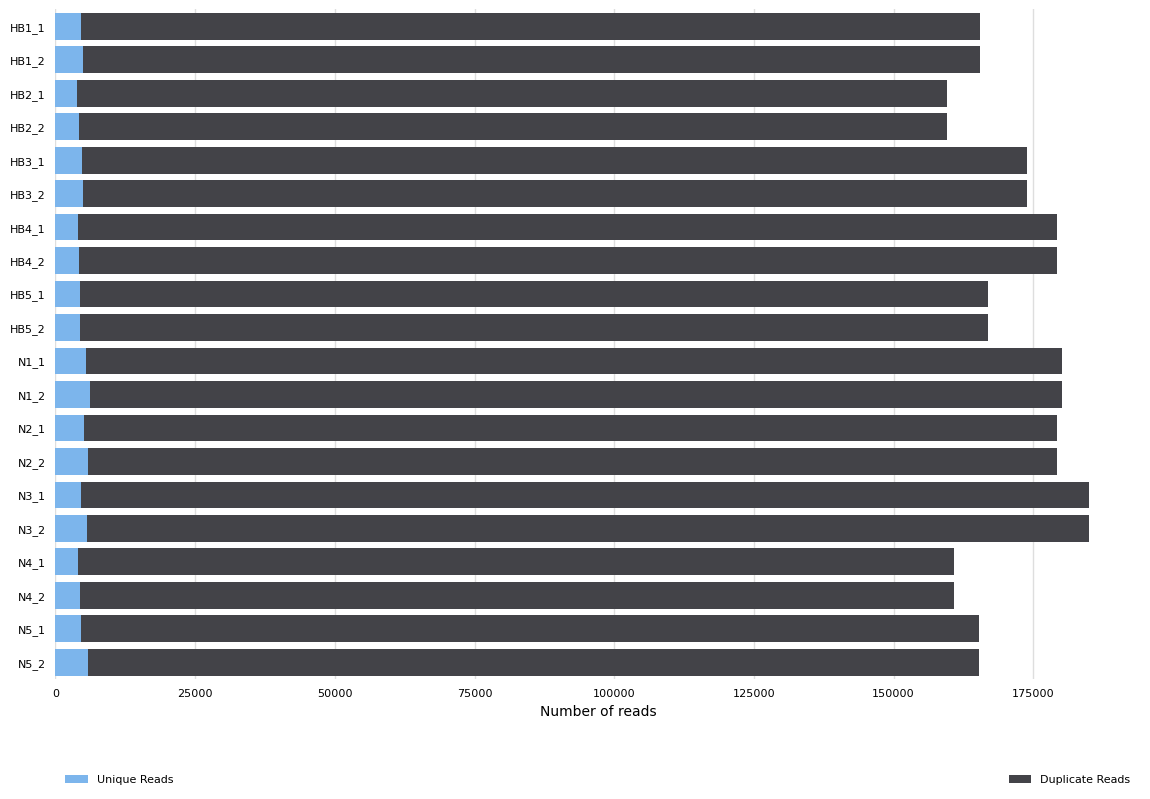 HB1_1
HB1_2
HB2_1
HB2_2
HB3_1
HB3_2
HB4_1
HB4_2
HB5_1
HB5_2
N1_1
N1_2
N2_1
N2_2
N3_1
N3_2
N4_1
N4_2
N5_1
N5_2
0 25000 50000 75000 100000 125000 150000 175000
Number of reads
Unique Reads Duplicate Reads